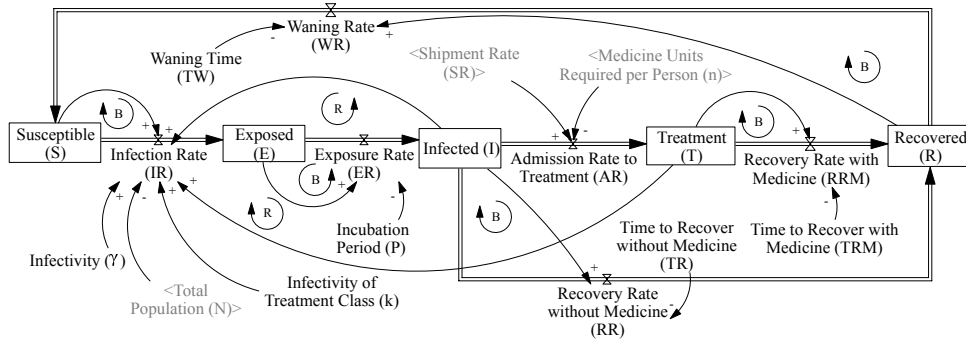 Waning Rate
(WR)
-
+
Waning Time
(TW)
<Shipment Rate
(SR)>
<Medicine Units
Required per Person (n)>
B
B
R
B
+
+
+
-
+
+
Susceptible
(S)
Infection Rate
(IR)
Exposed
(E)
Exposure Rate
(ER)
Infected (I)
Admission Rate to
Treatment (AR)
Treatment
(T)
Recovery Rate with
Medicine (RRM)
Recovered
(R)
B
+
+
-
+
+
-
-
R
B
Infectivity (γ)
<Total
Population (N)>
Infectivity of
Treatment Class (k)
Incubation
Period (P)
Time to Recover
without Medicine
(TR)
Time to Recover with
Medicine (TRM)
+
-
Recovery Rate
without Medicine
(RR)